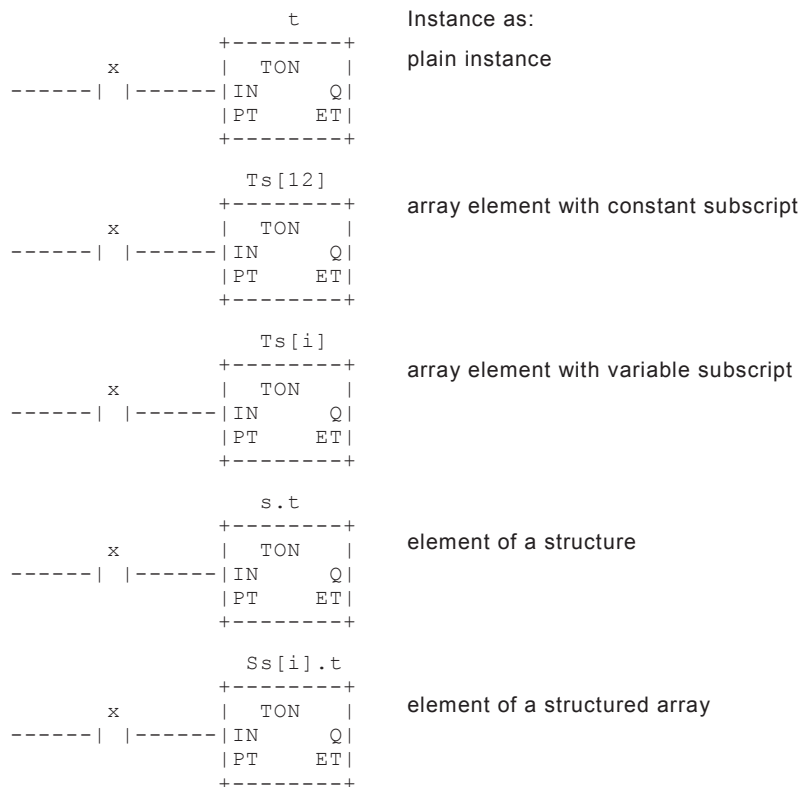 t Instance as:
+--------+
x | TON | plain instance
------| |------|IN Q|
|PT ET|
+--------+
Ts[12]
+--------+
x | TON | array element with constant subscript
------| |------|IN Q|
|PT ET|
+--------+
Ts[i]
+--------+
x | TON | array element with variable subscript
------| |------|IN Q|
|PT ET|
+--------+
s.t
+--------+
x | TON | element of a structure
------| |------|IN Q|
|PT ET|
+--------+
Ss[i].t
+--------+
x | TON | element of a structured array
------| |------|IN Q|
|PT ET|
+--------+